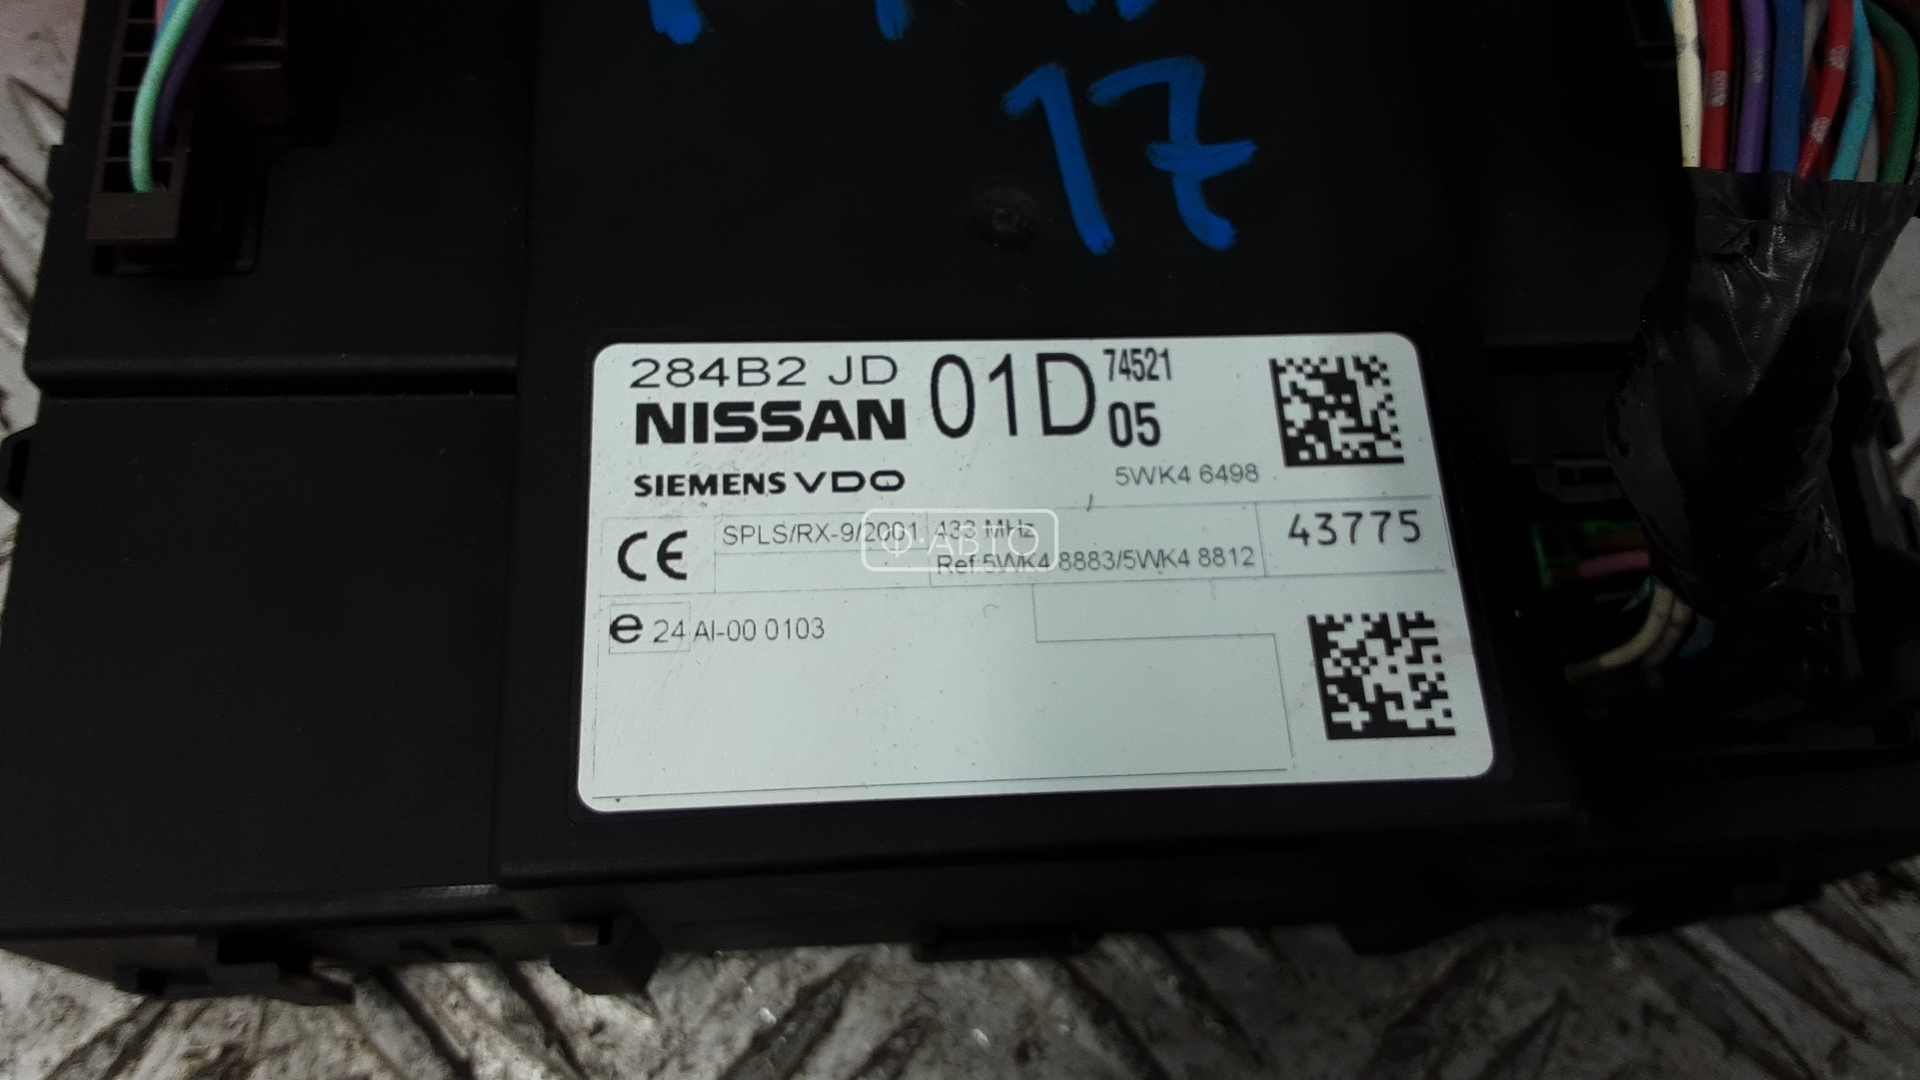 17
284B2 JD 01D 74521
NISSAN 05
SIEMENS VDO 5WK4 6498
CE SPLS/RX-9/2001 433 MHz 43775
Ref.5WK4 8883/5WK4 8812
Ф·АВТО
e 24 AI-00 0103